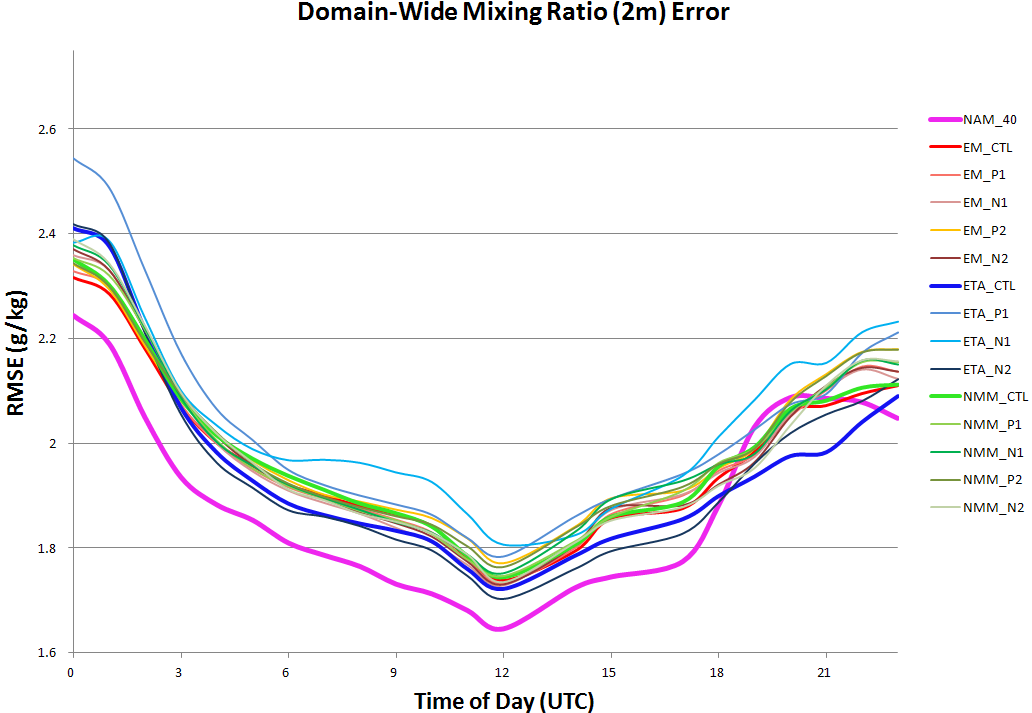 Domain-Wide Mixing Ratio (2m) Error
RMSE (g/kg)
2.6
2.4
2.2
2
1.8
1.6
0 3 6 9 12 15 18 21
Time of Day (UTC)
NAM_40
EM_CTL
EM_P1
EM_N1
EM_P2
EM_N2
ETA_CTL
ETA_P1
ETA_N1
ETA_N2
NMM_CTL
NMM_P1
NMM_N1
NMM_P2
NMM_N2